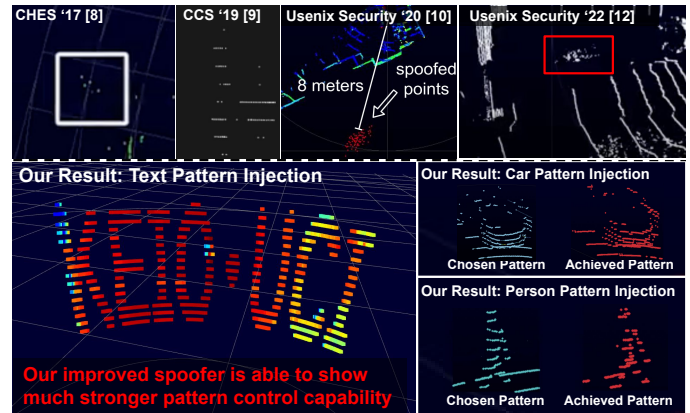 CHES ‘17 [8]
CCS ‘19 [9]
Usenix Security ‘20 [10]
Usenix Security ‘22 [12]
8 meters
spoofed
points
Our Result: Text Pattern Injection
Our improved spoofer is able to show
much stronger pattern control capability
Our Result: Car Pattern Injection
Chosen Pattern
Achieved Pattern
Our Result: Person Pattern Injection
Chosen Pattern
Achieved Pattern